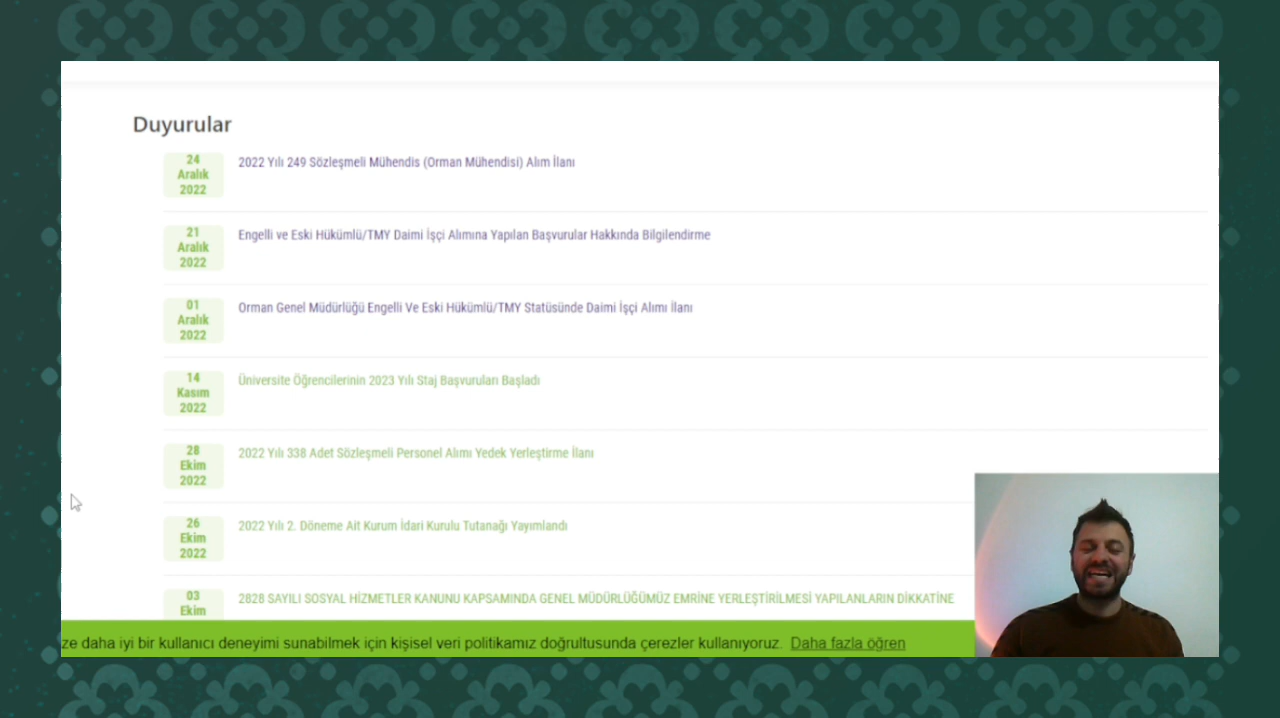 Duyurular
24
Aralık
2022
2022 Yılı 249 Sözleşmeli Mühendis (Orman Mühendisi) Alım İlanı
21
Aralık
2022
Engelli ve Eski Hükümlü/TMY Daimi İşçi Alımına Yapılan Başvurular Hakkında Bilgilendirme
01
Aralık
2022
Orman Genel Müdürlüğü Engelli Ve Eski Hükümlü/TMY Statüsünde Daimi İşçi Alımı İlanı
14
Kasım
2022
Üniversite Öğrencilerinin 2023 Yılı Staj Başvuruları Başladı
28
Ekim
2022
2022 Yılı 338 Adet Sözleşmeli Personel Alımı Yedek Yerleştirme İlanı
26
Ekim
2022
2022 Yılı 2. Döneme Ait Kurum İdari Kurulu Tutanağı Yayımlandı
03
Ekim
2828 SAYILI SOSYAL HİZMETLER KANUNU KAPSAMINDA GENEL MÜDÜRLÜĞÜMÜZ EMRİNE YERLEŞTİRİLMESİ YAPILANLARIN DİKKATİNE
ze daha iyi bir kullanıcı deneyimi sunabilmek için kişisel veri politikamız doğrultusunda çerezler kullanıyoruz. Daha fazla öğren